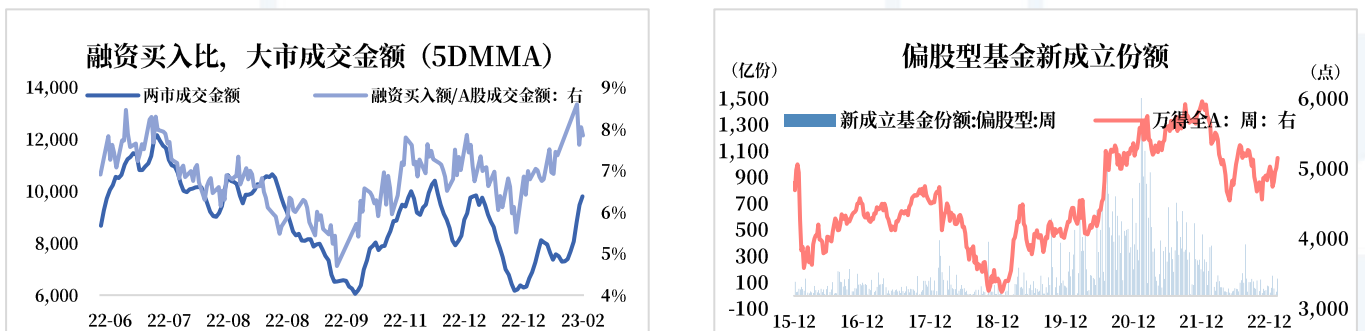 融资买入比，大市成交金额（5DMMA）
14,000
12,000
10,000
8,000
6,000
两市成交金额
融资买入额/A股成交金额：右
9%
8%
7%
6%
5%
4%
22-06 22-07 22-08 22-08 22-09 22-11 22-12 22-12 23-02
偏股型基金新成立份额
（亿份）
（点）
1,500
1,300
1,100
900
700
500
300
100
-100
新成立基金份额:偏股型:周
万得全A：周：右
6,000
5,000
4,000
3,000
15-12 16-12 17-12 18-12 19-12 20-12 21-12 22-12